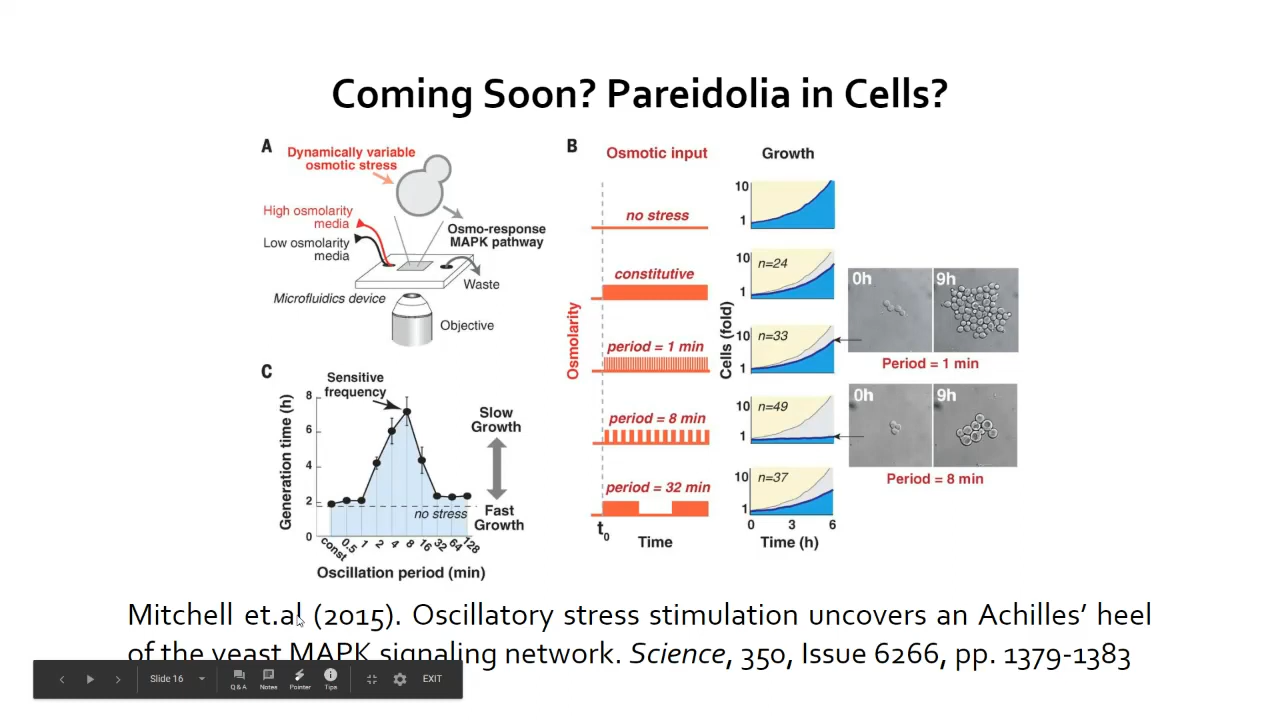 Coming Soon? Pareidolia in Cells?
A
Dynamically variable
osmotic stress
High osmolarity
media
Low osmolarity
media
Osmo-response
MAPK pathway
Waste
Microfluidics device
Objective
B
Osmotic input
Growth
Osmolarity
Cells (fold)
no stress
10
1
constitutive
10
1
n=24
period = 1 min
10
1
n=33
0h
9h
Period = 1 min
period = 8 min
10
1
n=49
0h
9h
Period = 8 min
period = 32 min
10
1
n=37
t0
Time
0 3 6
Time (h)
C
Sensitive
frequency
Generation time (h)
8
6
4
2
0
no stress
Slow
Growth
Fast
Growth
const 0.5 1 2 4 8 16 32 64 128
Oscillation period (min)
Mitchell et.al (2015). Oscillatory stress stimulation uncovers an Achilles’ heel
of the yeast MAPK signaling network. Science, 350, Issue 6266, pp. 1379-1383
Slide 16
Q & A
Notes
Pointer
Tips
EXIT